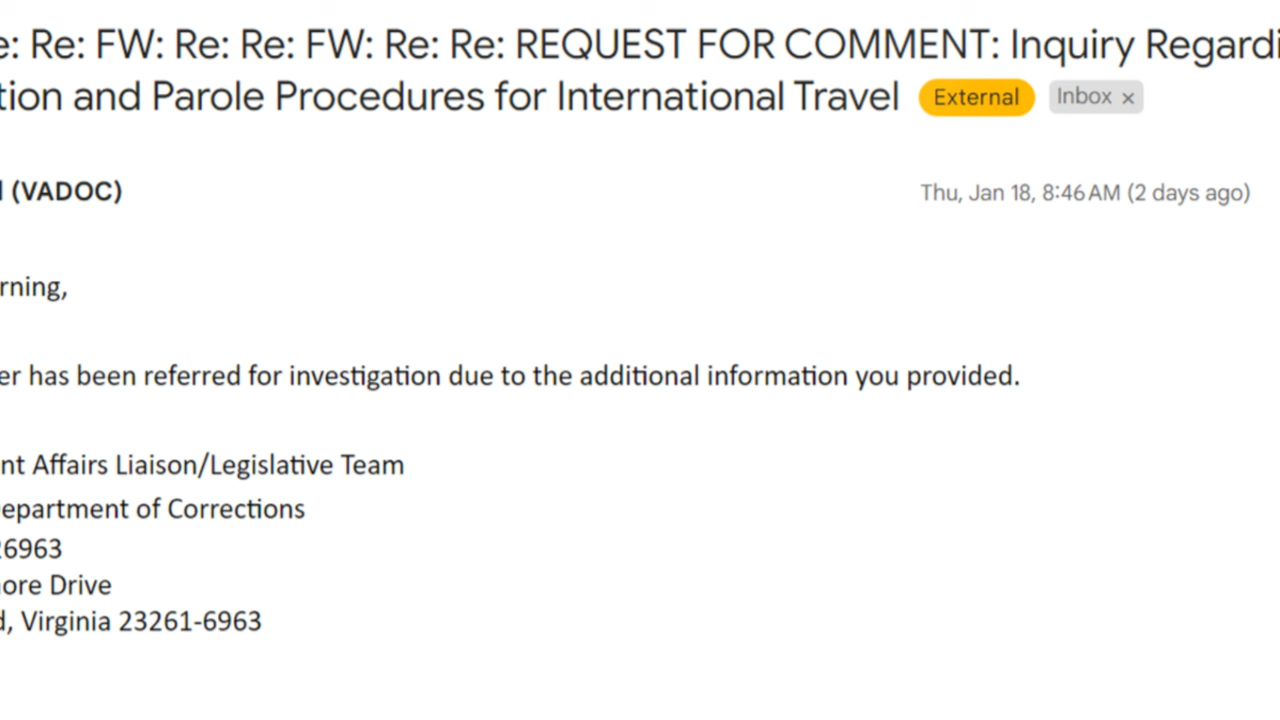 e: Re: FW: Re: Re: FW: Re: Re: REQUEST FOR COMMENT: Inquiry Regardi
tion and Parole Procedures for International Travel External Inbox ×
l (VADOC) Thu, Jan 18, 8:46 AM (2 days ago)
rning,
er has been referred for investigation due to the additional information you provided.
nt Affairs Liaison/Legislative Team
epartment of Corrections
26963
ore Drive
d, Virginia 23261-6963